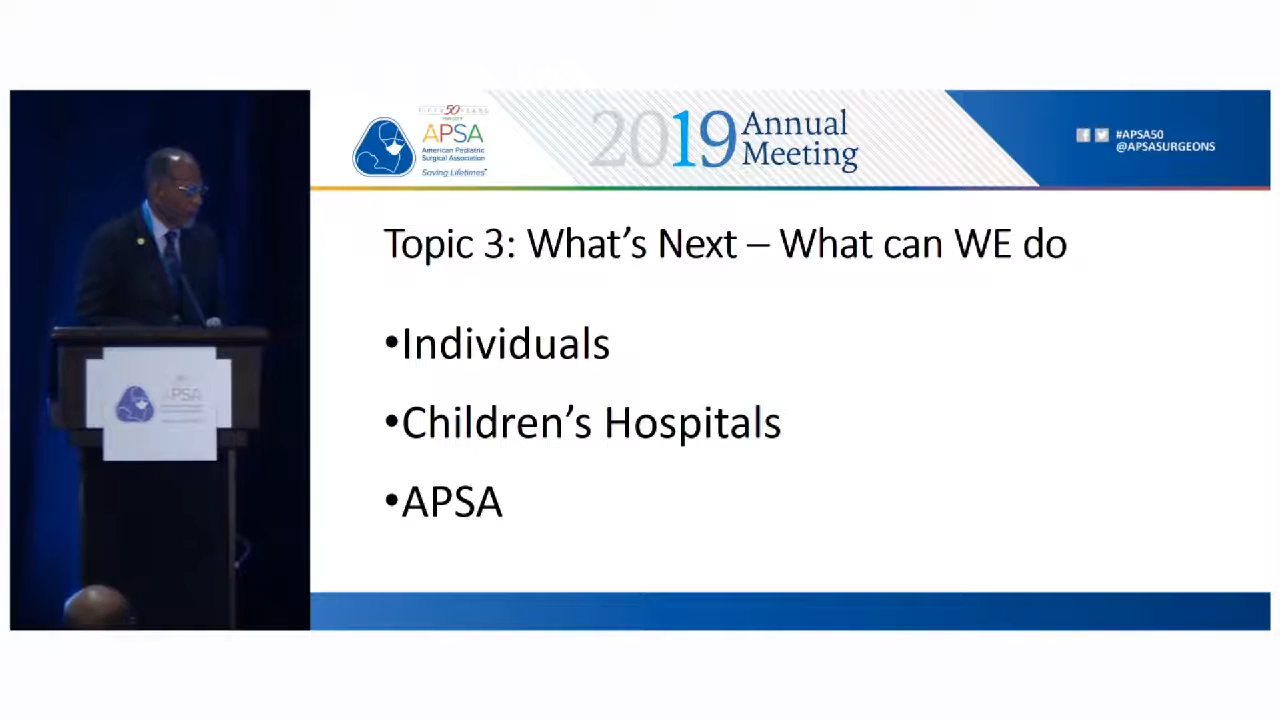 FIFTY 50 YEARS
APSA
American Pediatric
Surgical Association
Saving Lifetimes
2019 Annual
Meeting
#APSA50
@APSASURGEONS
Topic 3: What’s Next – What can WE do
•Individuals
•Children’s Hospitals
•APSA
APSA